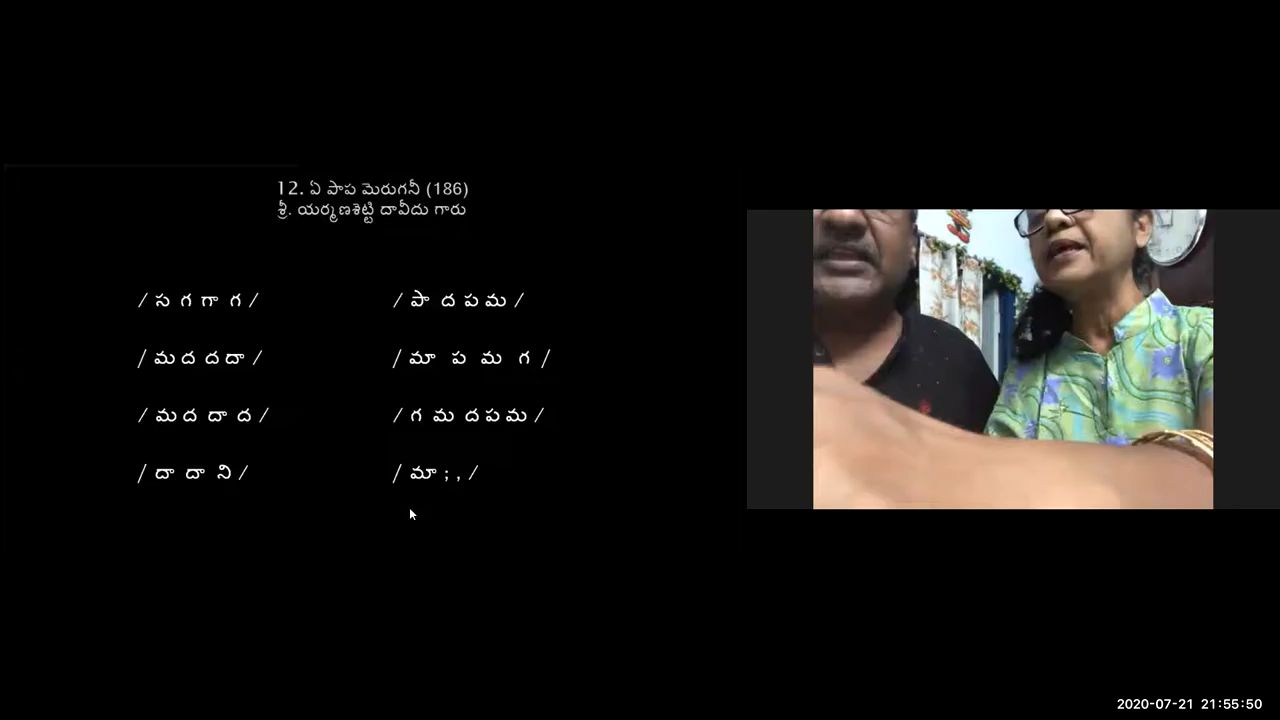 12. ఏ పాప మెరుగనీ (186)
శ్రీ. యర్మణశెట్టి దావీదు గారు
/ స గ గా గ / / పా ద ప మ /
/ మ ద ద దా / / మా ప మ గ /
/ మ ద దా ద / / గ మ ద ప మ /
/ దా దా ని / / మా ; , /
2020-07-21 21:55:50